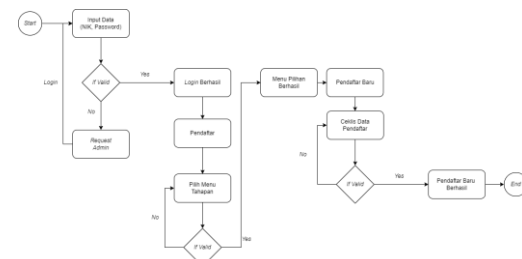 Start
Input Data
(NIK, Password)
Login
If Valid
Yes
No
Request
Admin
Login Berhasil
Pendaftar
Pilih Menu
Tahapan
No
If Valid
Yes
Menu Pilihan
Berhasil
Pendaftar Baru
Ceklis Data
Pendaftar
No
If Valid
Yes
Pendaftar Baru
Berhasil
End